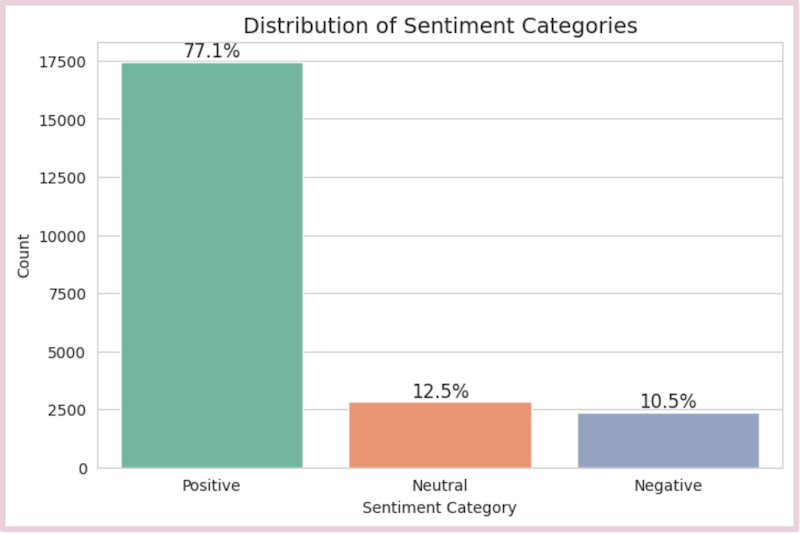 Distribution of Sentiment Categories
77.1%
17500
15000
12500
10000
7500
5000
2500
0
Count
12.5%
10.5%
Positive
Neutral
Negative
Sentiment Category